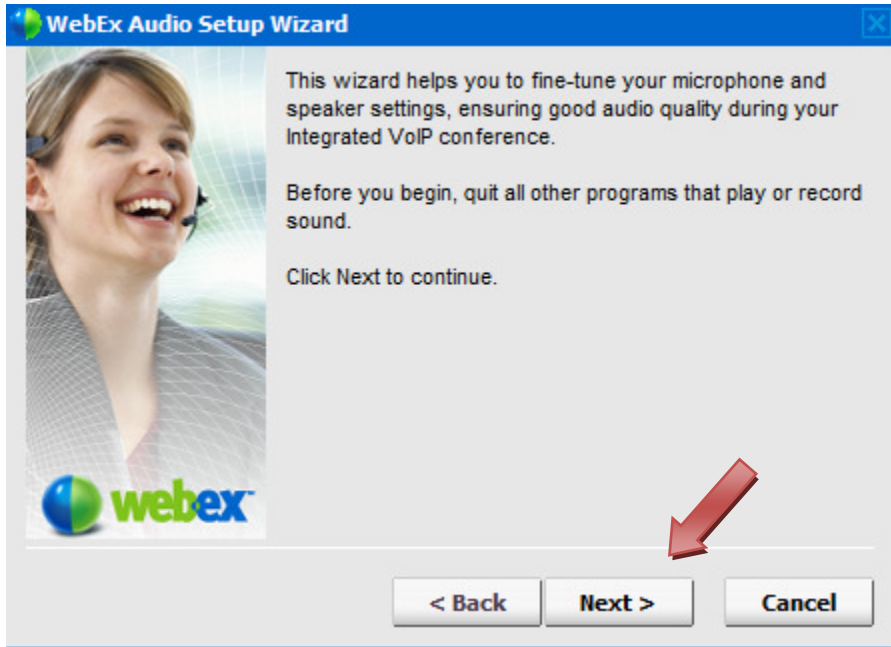 WebEx Audio Setup Wizard
This wizard helps you to fine-tune your microphone and
speaker settings, ensuring good audio quality during your
Integrated VoIP conference.
Before you begin, quit all other programs that play or record
sound.
Click Next to continue.
webex™
< Back
Next >
Cancel